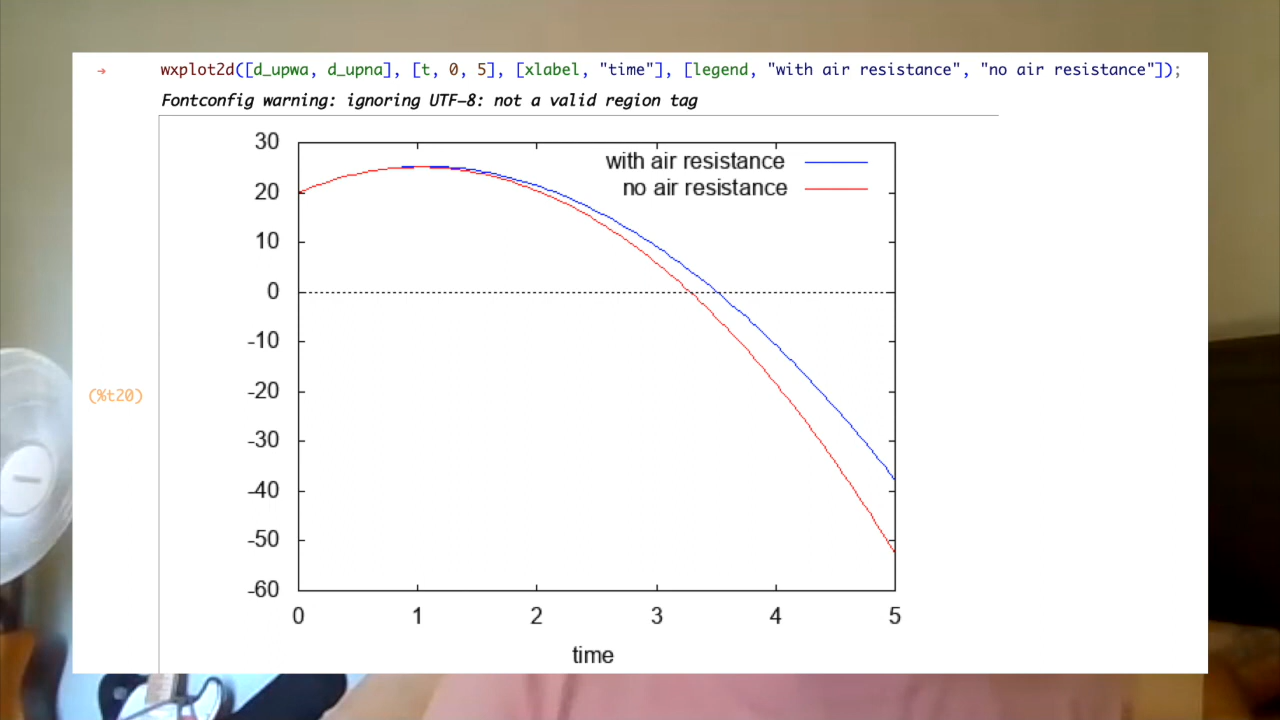 → wxplot2d([d_upwa, d_upna], [t, 0, 5], [xlabel, "time"], [legend, "with air resistance", "no air resistance"]);
Fontconfig warning: ignoring UTF–8: not a valid region tag
with air resistance
no air resistance
30
20
10
0
-10
-20
-30
-40
-50
-60
(%t20)
0 1 2 3 4 5
time